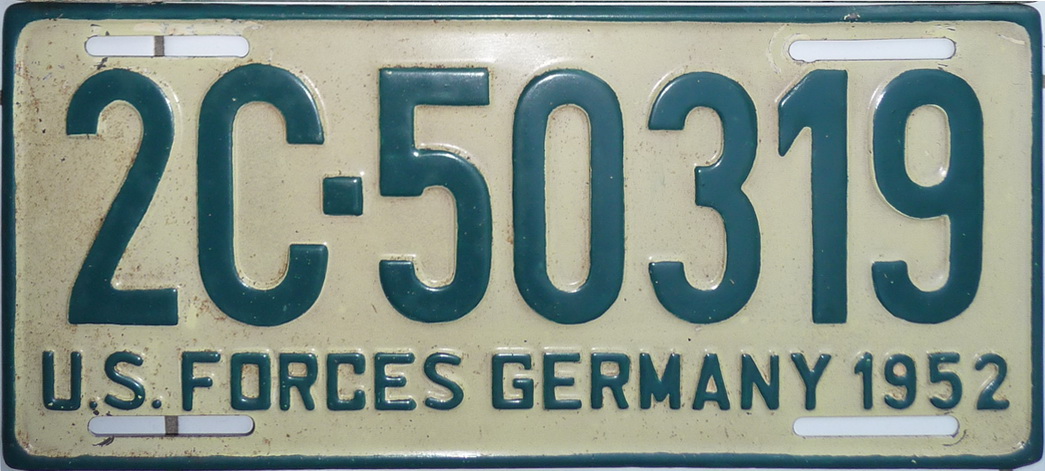 2C·50319
U.S. FORCES GERMANY 1952